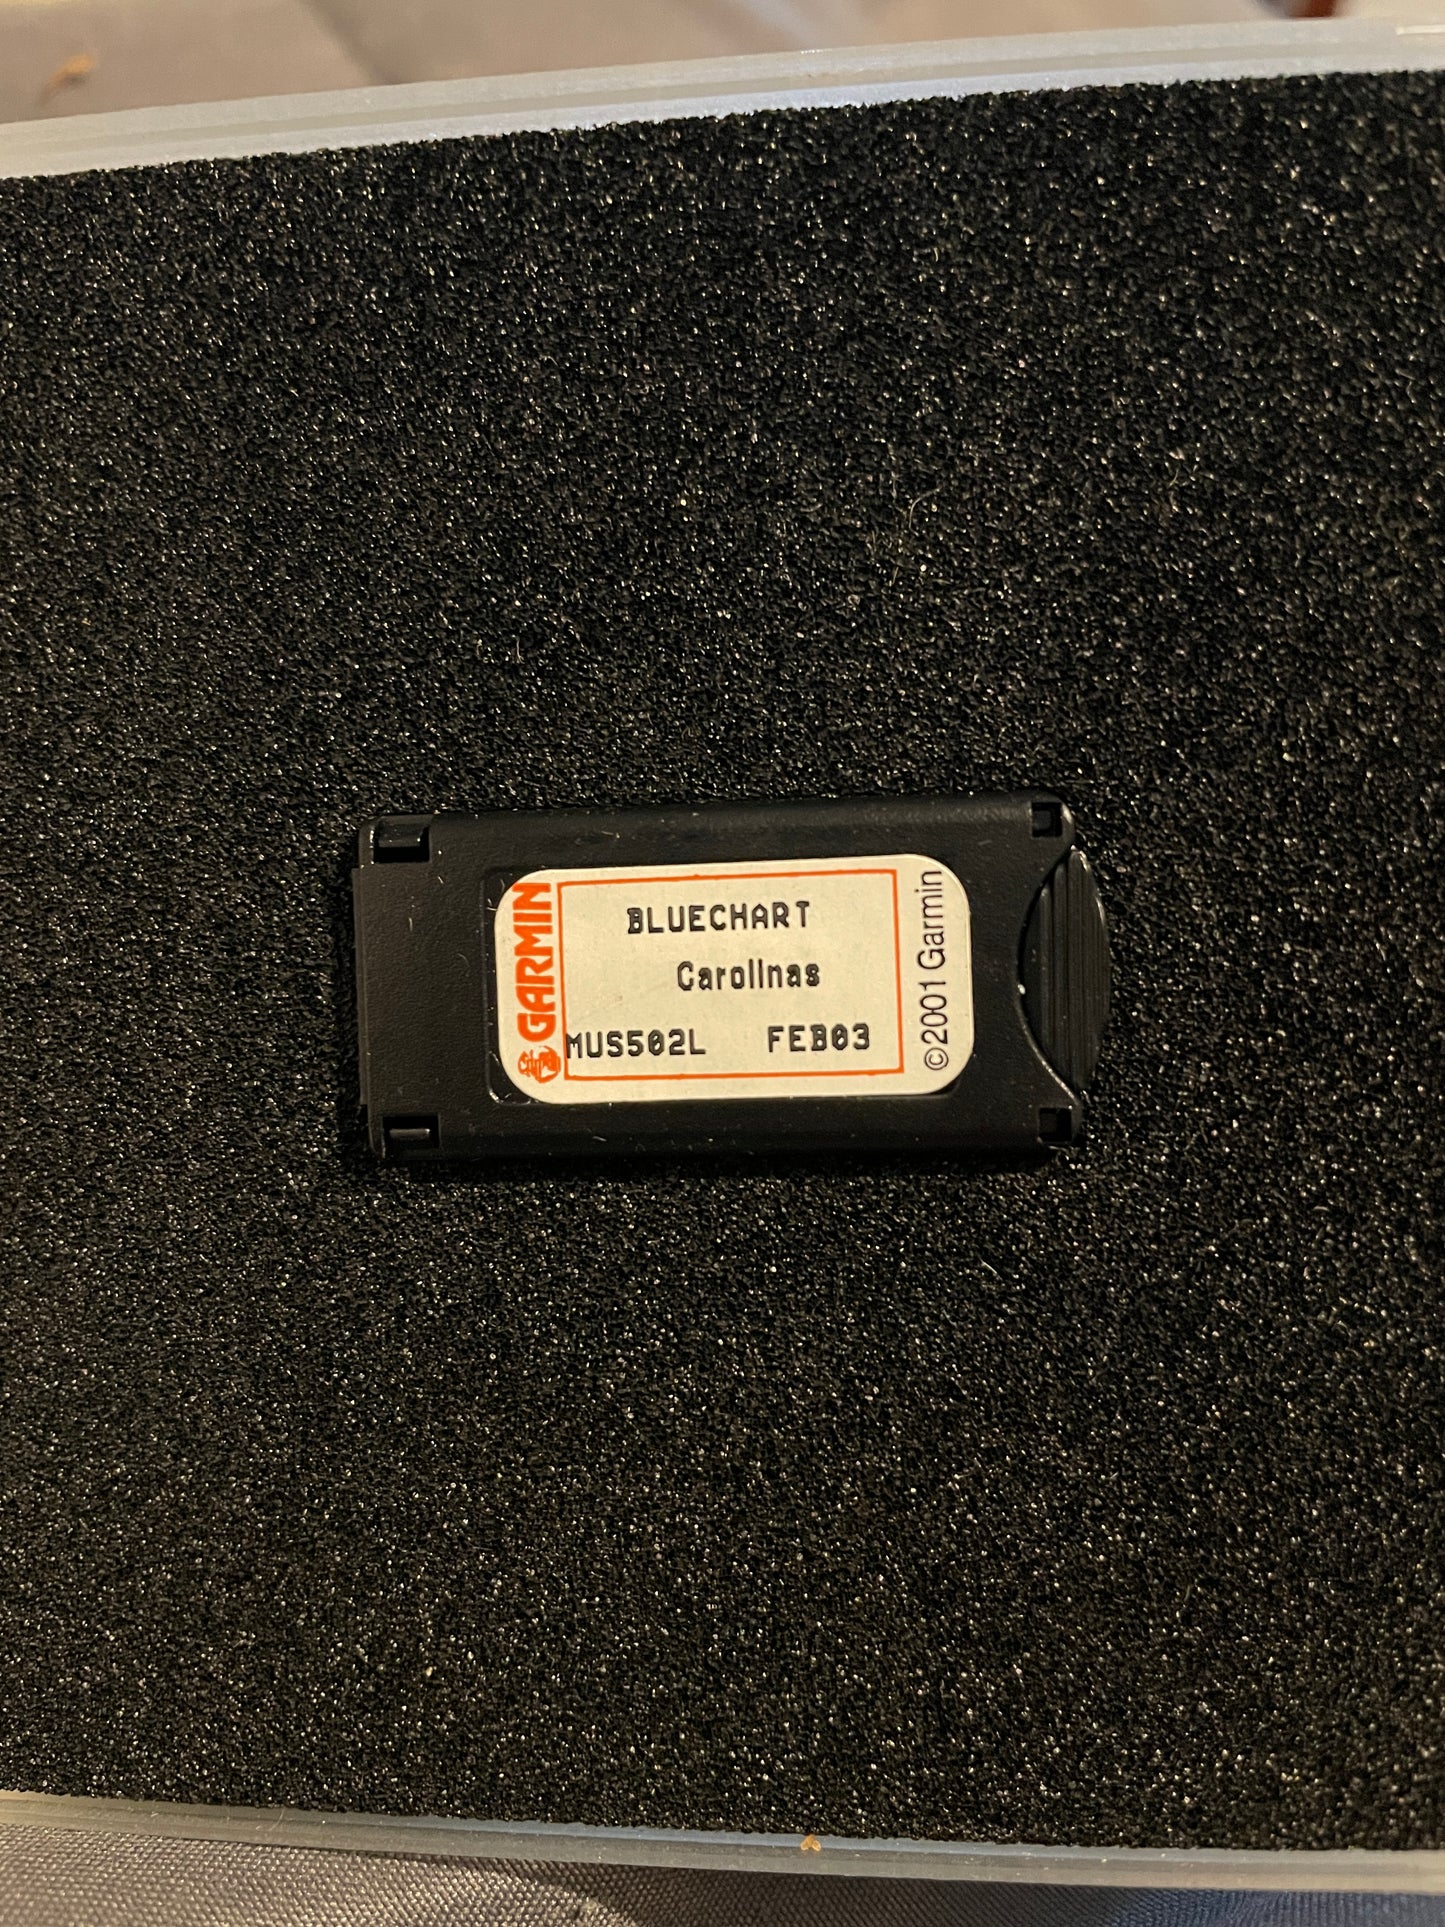 GARMIN
BLUECHART
Carolinas
MUS502L FEB03
©2001 Garmin